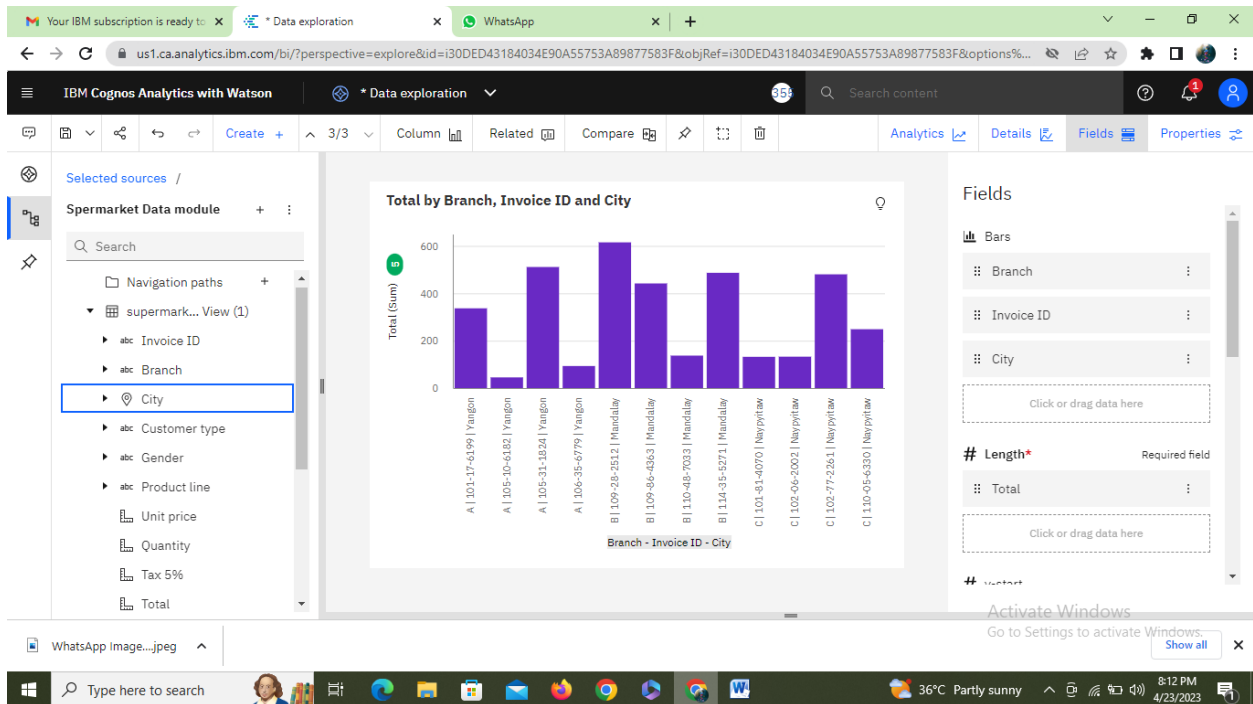 Your IBM subscription is ready to
* Data exploration
WhatsApp
us1.ca.analytics.ibm.com/bi/?perspective=explore&id=i30DED43184034E90A55753A89877583F&objRef=i30DED43184034E90A55753A89877583F&options%...
IBM Cognos Analytics with Watson
* Data exploration
Search content
1
Create +
3/3
Column
Related
Compare
Analytics
Details
Fields
Properties
Selected sources /
Spermarket Data module
Search
Navigation paths
supermark... View (1)
abc Invoice ID
abc Branch
City
abc Customer type
abc Gender
abc Product line
Unit price
Quantity
Tax 5%
Total
Total by Branch, Invoice ID and City
5
Total (Sum)
600
400
200
0
A | 101-17-6199 | Yangon
A | 105-10-6182 | Yangon
A | 105-31-1824 | Yangon
A | 106-35-6779 | Yangon
B | 109-28-2512 | Mandalay
B | 109-86-4363 | Mandalay
B | 110-48-7033 | Mandalay
B | 114-35-5271 | Mandalay
C | 101-81-4070 | Naypyitaw
C | 102-06-2002 | Naypyitaw
C | 102-77-2261 | Naypyitaw
C | 110-05-6330 | Naypyitaw
Branch - Invoice ID - City
Fields
Bars
Branch
Invoice ID
City
Click or drag data here
# Length*
Required field
Total
Click or drag data here
Activate Windows
Go to Settings to activate Windows.
WhatsApp Image....jpeg
Show all
Type here to search
36°C Partly sunny
8:12 PM
4/23/2023
1